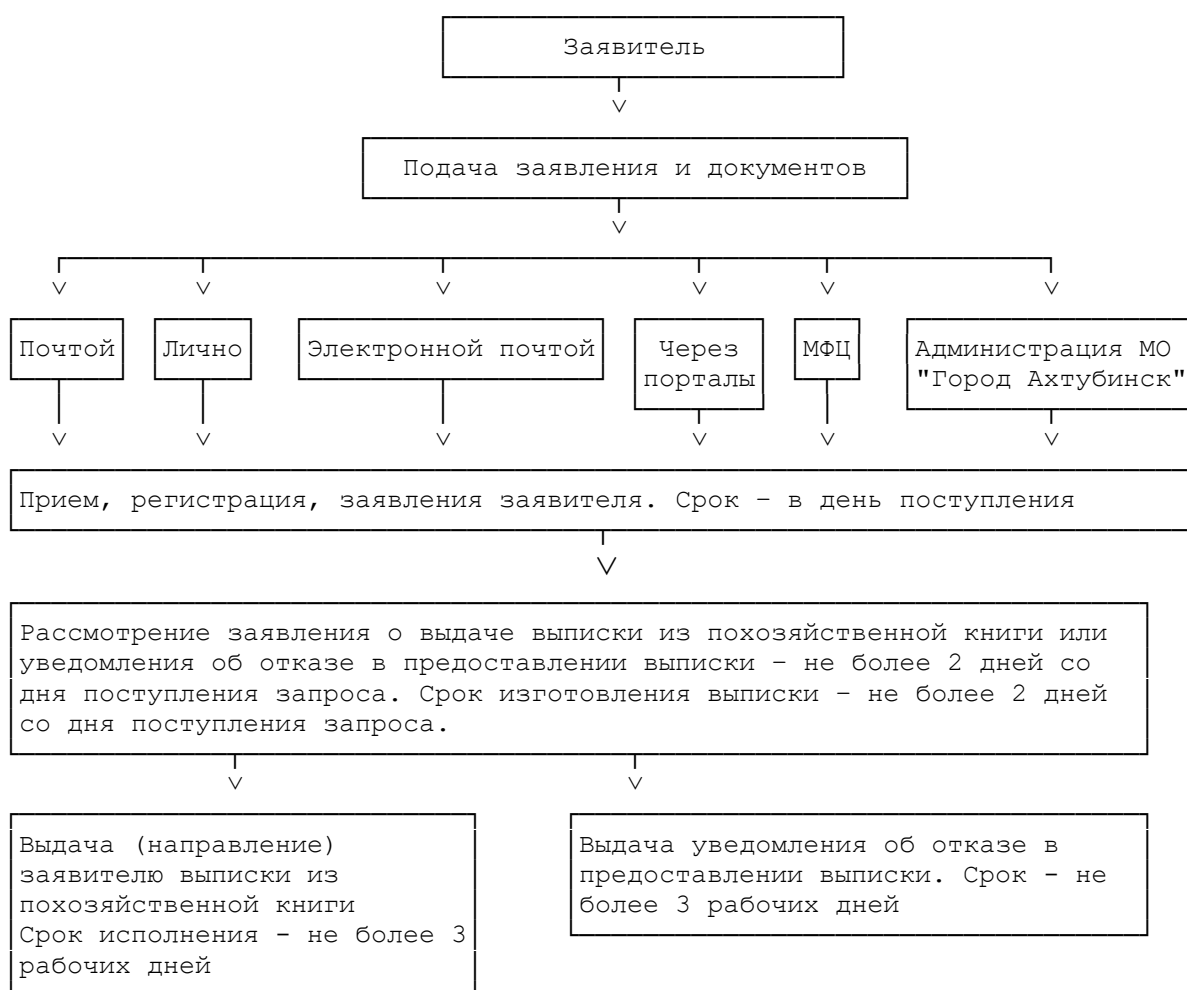 Заявитель
Подача заявления и документов
Почтой
Лично
Электронной почтой
Через
порталы
МФЦ
Администрация МО
"Город Ахтубинск"
Прием, регистрация, заявления заявителя. Срок – в день поступления
Рассмотрение заявления о выдаче выписки из похозяйственной книги или
уведомления об отказе в предоставлении выписки – не более 2 дней со
дня поступления запроса. Срок изготовления выписки – не более 2 дней
со дня поступления запроса.
Выдача (направление)
заявителю выписки из
похозяйственной книги
Срок исполнения - не более 3
рабочих дней
Выдача уведомления об отказе в
предоставлении выписки. Срок - не
более 3 рабочих дней